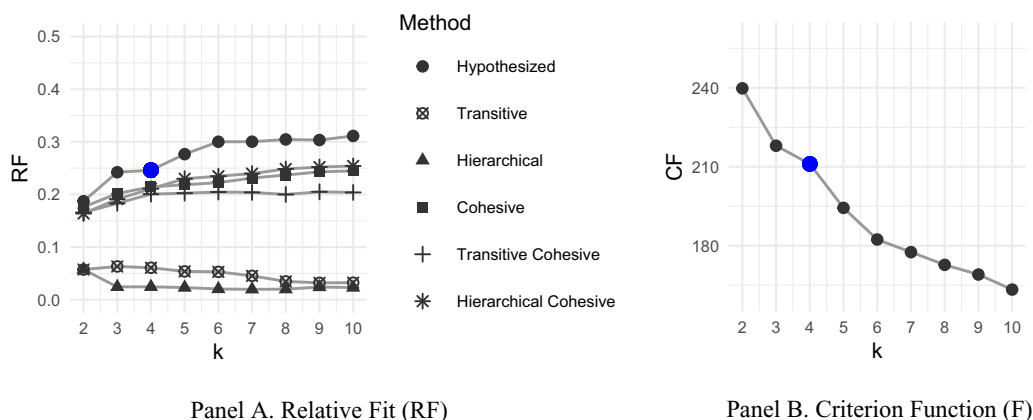 0.5
0.4
0.3
0.2
0.1
0.0
RF
2 3 4 5 6 7 8 9 10
k
Method
Hypothesized
Transitive
Hierarchical
Cohesive
Transitive Cohesive
Hierarchical Cohesive
240
210
180
CF
2 3 4 5 6 7 8 9 10
k
Panel A. Relative Fit (RF)
Panel B. Criterion Function (F)